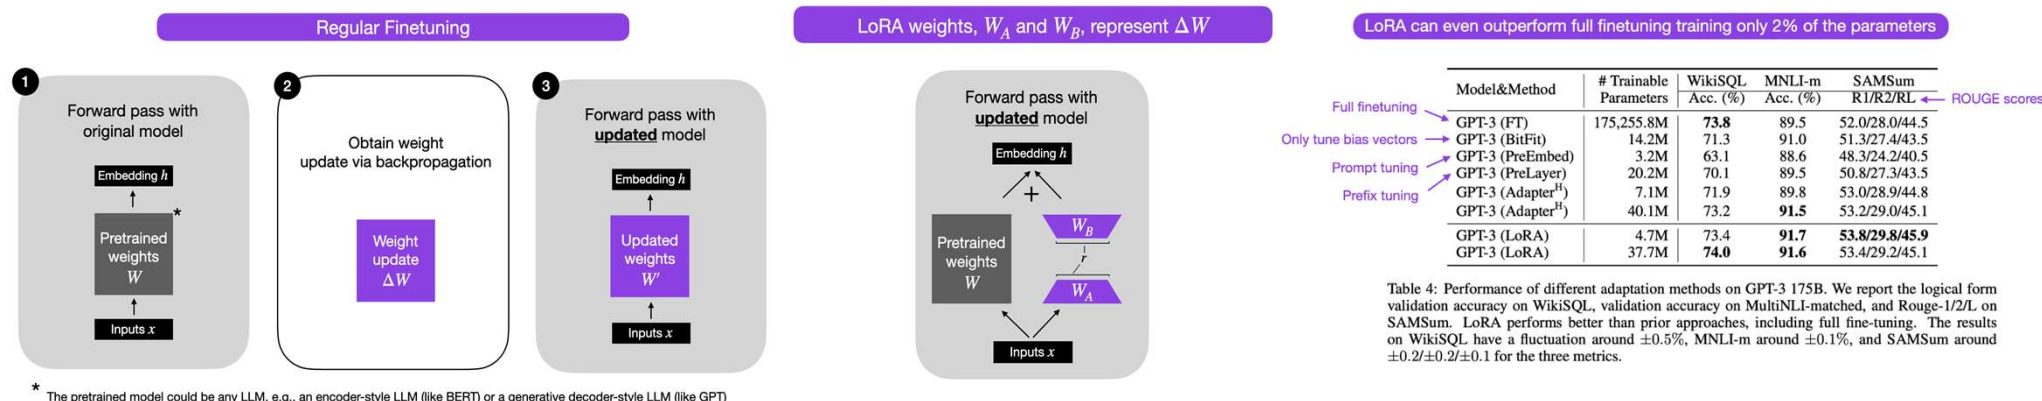 Regular Finetuning
1
Forward pass with
original model
Embedding h
*
Pretrained
weights
W
Inputs x
2
Obtain weight
update via backpropagation
Weight
update
ΔW
3
Forward pass with
updated model
Embedding h
Updated
weights
W′
Inputs x
* The pretrained model could be any LLM, e.g., an encoder-style LLM (like BERT) or a generative decoder-style LLM (like GPT)
LoRA weights, W_A and W_B, represent ΔW
Forward pass with
updated model
Embedding h
+
Pretrained
weights
W
W_B
r
W_A
Inputs x
LoRA can even outperform full finetuning training only 2% of the parameters
Model&Method # Trainable Parameters WikiSQL Acc. (%) MNLI-m Acc. (%) SAMSum R1/R2/RL
ROUGE scores
Full finetuning
Only tune bias vectors
Prompt tuning
Prefix tuning
GPT-3 (FT) 175,255.8M 73.8 89.5 52.0/28.0/44.5
GPT-3 (BitFit) 14.2M 71.3 91.0 51.3/27.4/43.5
GPT-3 (PreEmbed) 3.2M 63.1 88.6 48.3/24.2/40.5
GPT-3 (PreLayer) 20.2M 70.1 89.5 50.8/27.3/43.5
GPT-3 (Adapter^H) 7.1M 71.9 89.8 53.0/28.9/44.8
GPT-3 (Adapter^H) 40.1M 73.2 91.5 53.2/29.0/45.1
GPT-3 (LoRA) 4.7M 73.4 91.7 53.8/29.8/45.9
GPT-3 (LoRA) 37.7M 74.0 91.6 53.4/29.2/45.1
Table 4: Performance of different adaptation methods on GPT-3 175B. We report the logical form
validation accuracy on WikiSQL, validation accuracy on MultiNLI-matched, and Rouge-1/2/L on
SAMSum. LoRA performs better than prior approaches, including full fine-tuning. The results
on WikiSQL have a fluctuation around ±0.5%, MNLI-m around ±0.1%, and SAMSum around
±0.2/±0.2/±0.1 for the three metrics.